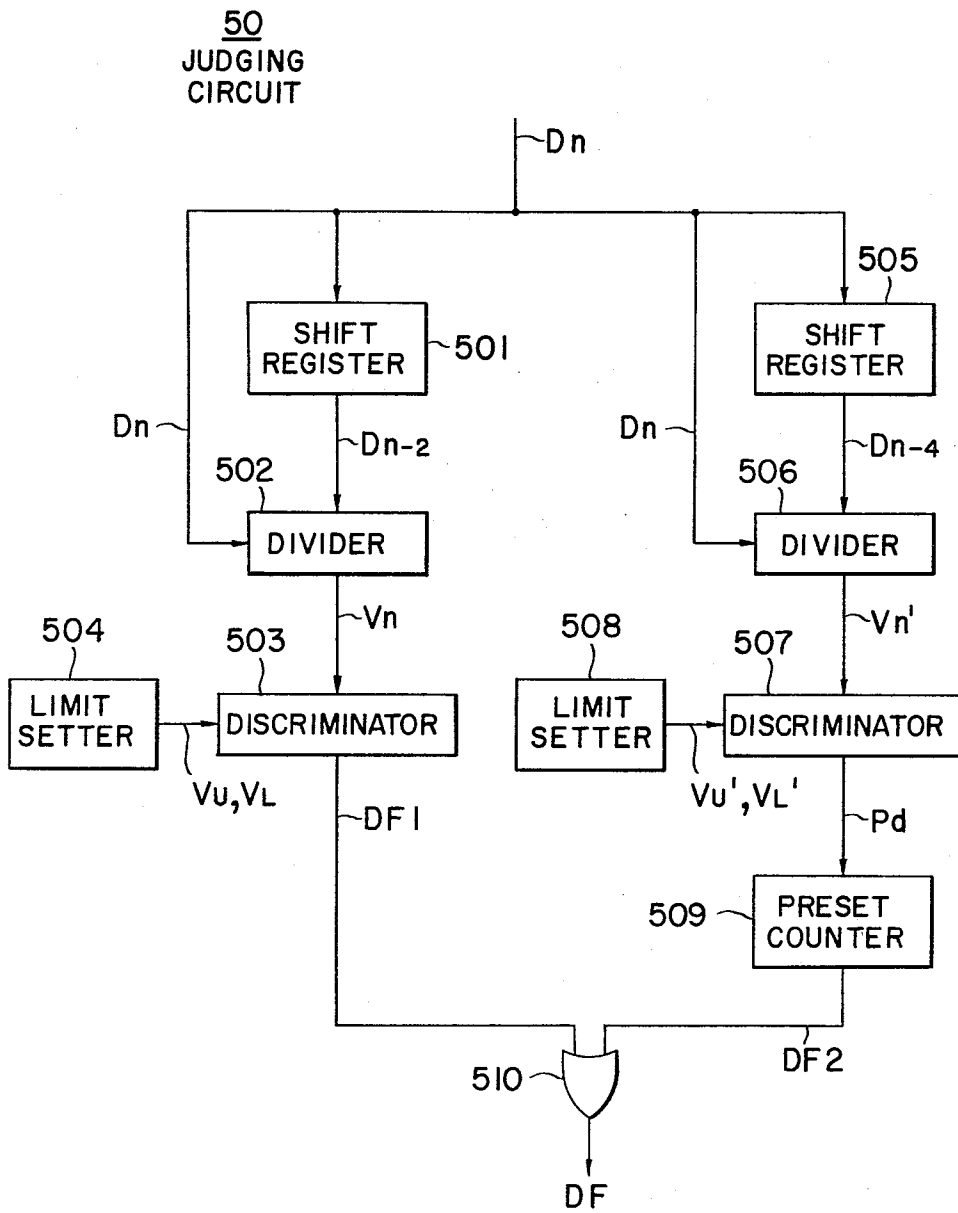 50
JUDGING
CIRCUIT
Dn
505
SHIFT
REGISTER
501
SHIFT
REGISTER
Dn
Dn-2
Dn
Dn-4
502
506
DIVIDER
DIVIDER
504
503
Vn
508
507
Vn'
LIMIT
SETTER
DISCRIMINATOR
LIMIT
SETTER
DISCRIMINATOR
VU,VL
DF1
VU',VL'
Pd
509
PRESET
COUNTER
510
DF2
DF